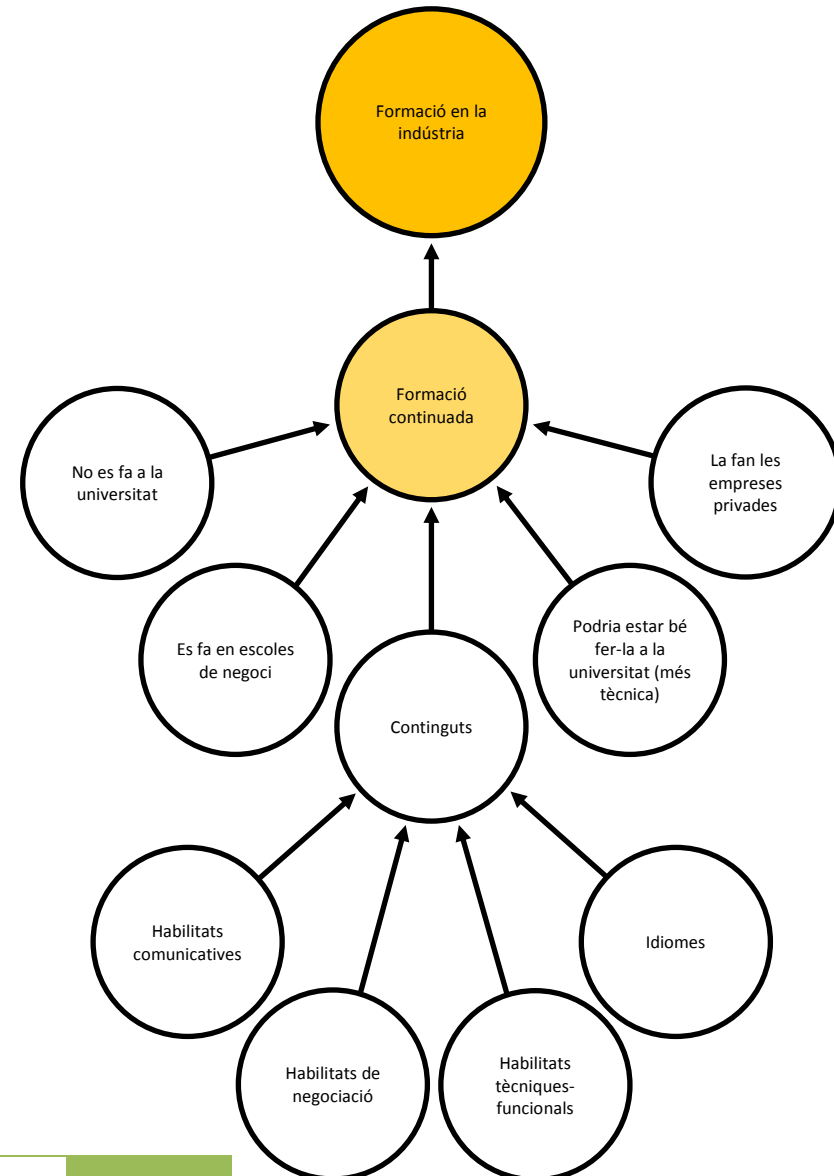 Formació en la
indústria
Formació
continuada
No es fa a la
universitat
La fan les
empreses
privades
Es fa en escoles
de negoci
Podria estar bé
fer-la a la
universitat (més
tècnica)
Continguts
Habilitats
comunicatives
Idiomes
Habilitats de
negociació
Habilitats
tècniques-
funcionals